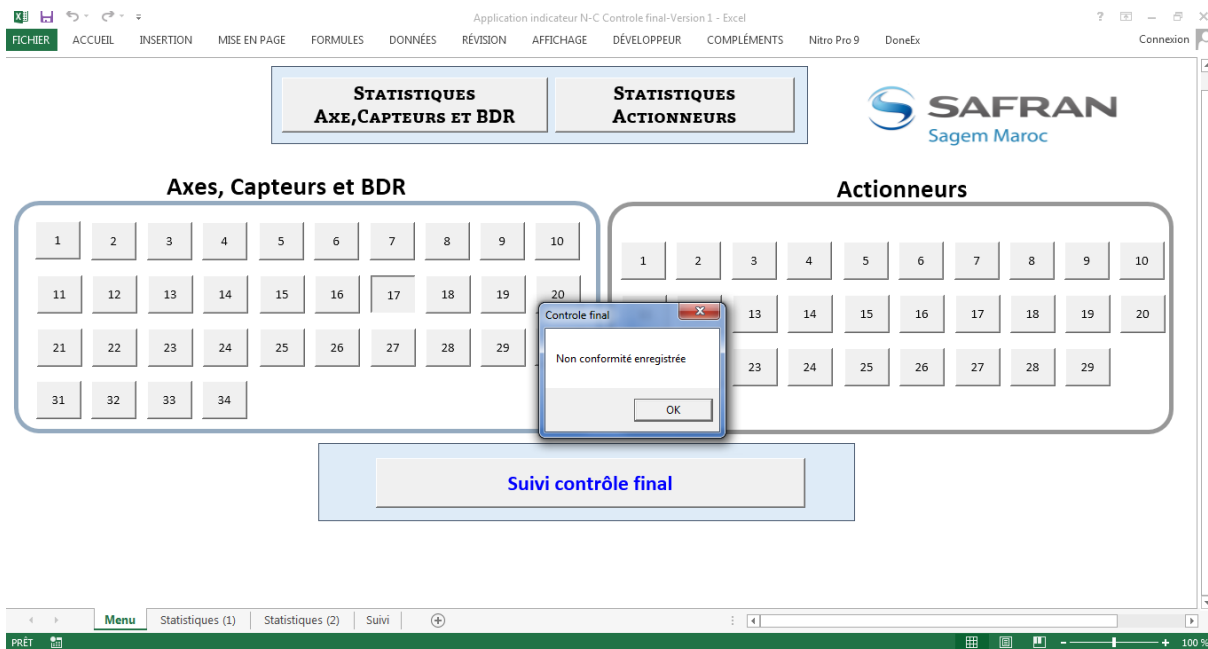 Application indicateur N-C Controle final-Version 1 - Excel
FICHIER ACCUEIL INSERTION MISE EN PAGE FORMULES DONNÉES RÉVISION AFFICHAGE DÉVELOPPEUR COMPLÉMENTS Nitro Pro 9 DoneEx Connexion
STATISTIQUES
AXE,CAPTEURS ET BDR
STATISTIQUES
ACTIONNEURS
SAFRAN
Sagem Maroc
Axes, Capteurs et BDR
1 2 3 4 5 6 7 8 9 10
11 12 13 14 15 16 17 18 19 20
21 22 23 24 25 26 27 28 29
31 32 33 34
Actionneurs
1 2 3 4 5 6 7 8 9 10
13 14 15 16 17 18 19 20
23 24 25 26 27 28 29
Controle final
Non conformité enregistrée
OK
Suivi contrôle final
Menu Statistiques (1) Statistiques (2) Suivi
PRÊT 100 %